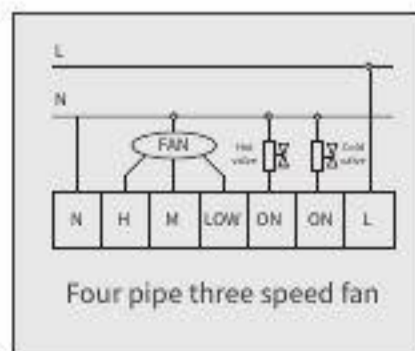 L
N
FAN
Hot valve
Cold valve
N H M LOW ON ON L
Four pipe three speed fan